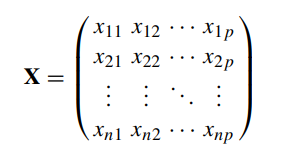 X = 
x11 x12 ⋯ x1p
x21 x22 ⋯ x2p
⋮ ⋮ ⋱ ⋮
xn1 xn2 ⋯ xnp